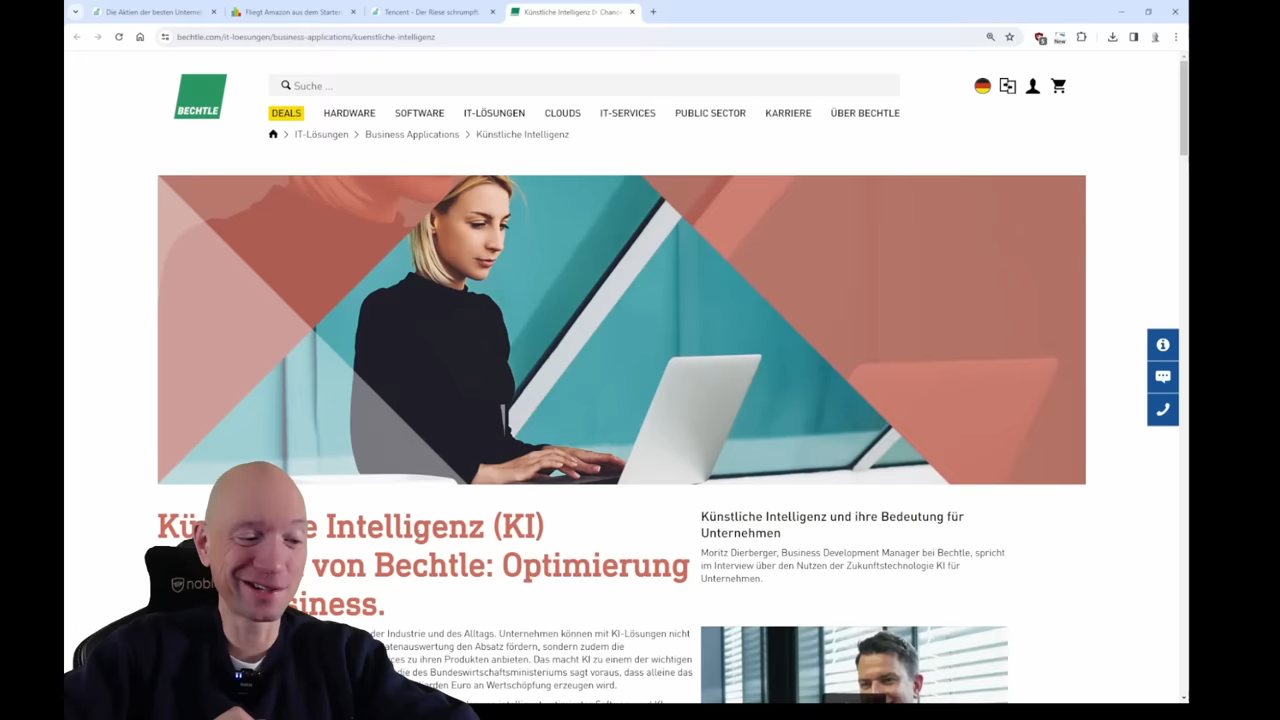 Die Aktien der besten Unterne
Fliegt Amazon aus dem Starter
Tencent - Der Riese schrumpft
Künstliche Intelligenz ▷ Chanc
bechtle.com/it-loesungen/business-applications/kuenstliche-intelligenz
BECHTLE
Suche ...
DEALS HARDWARE SOFTWARE IT-LÖSUNGEN CLOUDS IT-SERVICES PUBLIC SECTOR KARRIERE ÜBER BECHTLE
IT-Lösungen > Business Applications > Künstliche Intelligenz
Kü e Intelligenz (KI)
von Bechtle: Optimierung
siness.
der Industrie und des Alltags. Unternehmen können mit KI-Lösungen nicht
atenauswertung den Absatz fördern, sondern zudem die
ces zu ihren Produkten anbieten. Das macht KI zu einem der wichtigen
die des Bundeswirtschaftsministeriums sagt voraus, dass alleine das
arden Euro an Wertschöpfung erzeugen wird.
Künstliche Intelligenz und ihre Bedeutung für
Unternehmen
Moritz Dierberger, Business Development Manager bei Bechtle, spricht
im Interview über den Nutzen der Zukunftstechnologie KI für
Unternehmen.
nobl